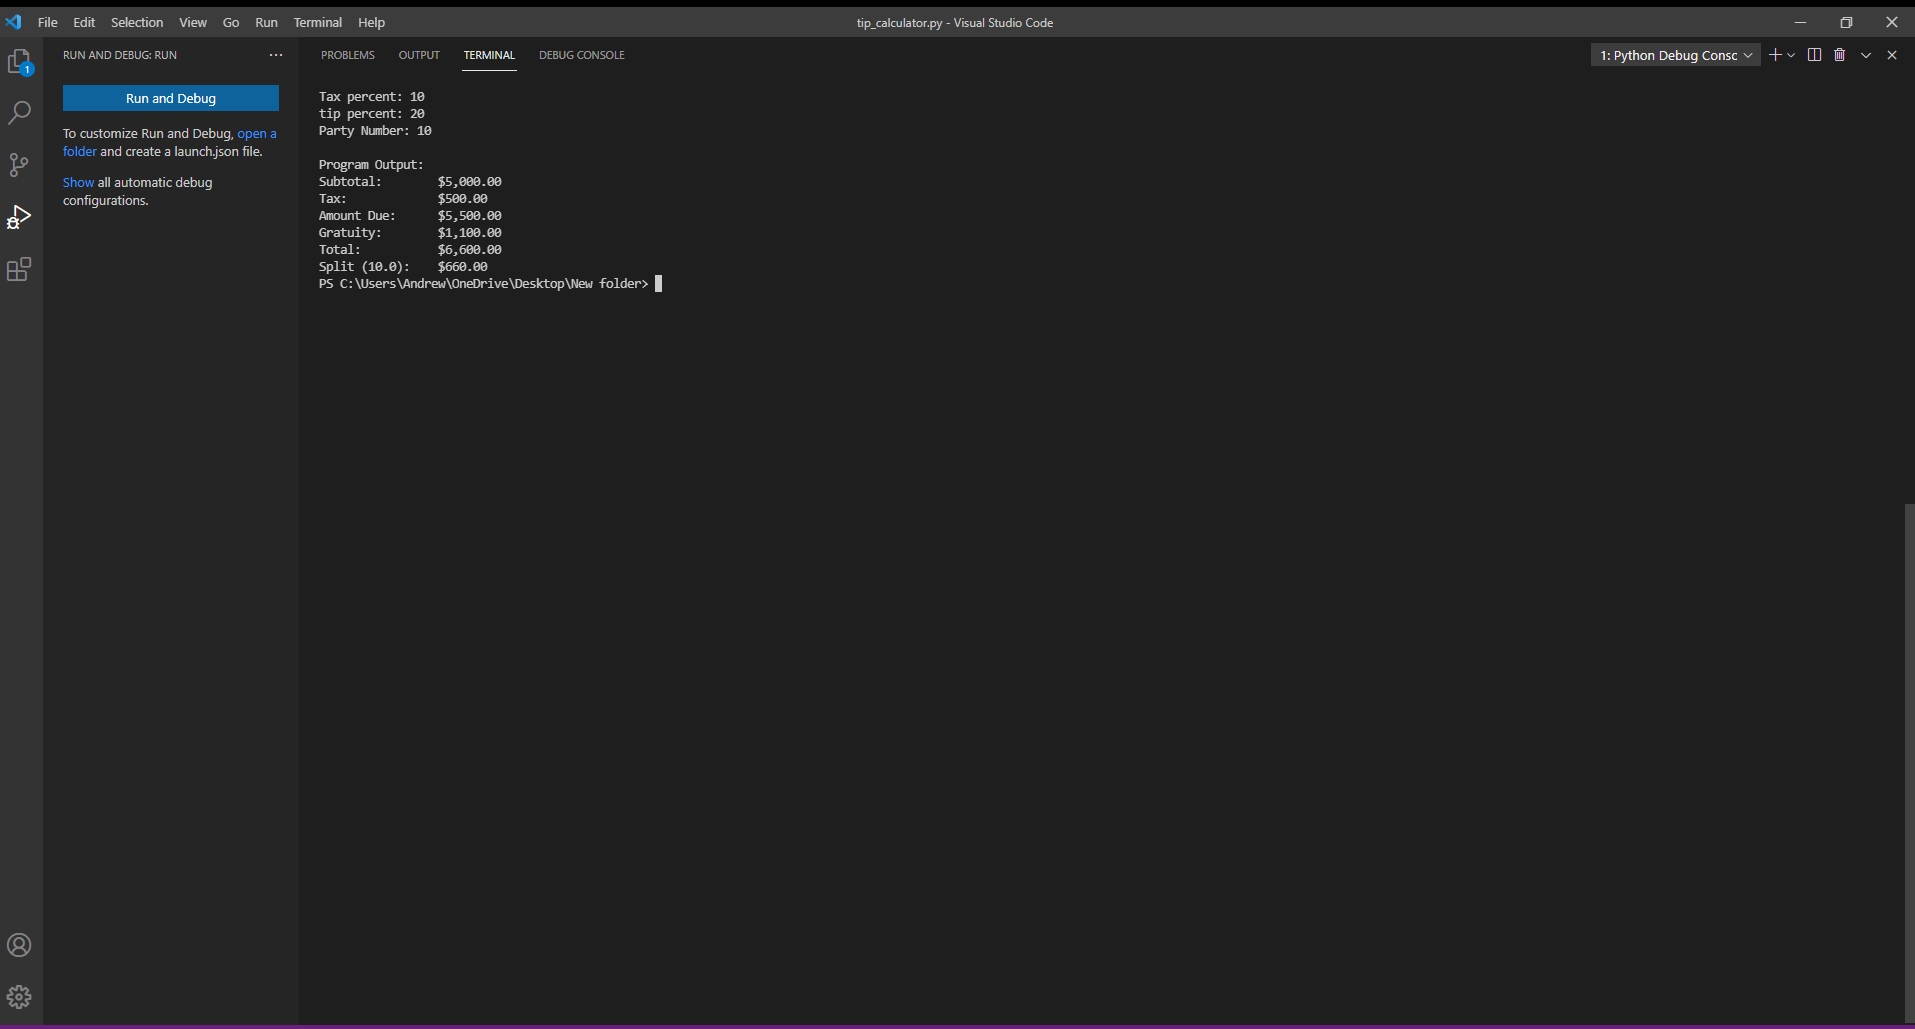 File Edit Selection View Go Run Terminal Help
tip_calculator.py - Visual Studio Code
1
RUN AND DEBUG: RUN
Run and Debug
To customize Run and Debug, open a
folder and create a launch.json file.
Show all automatic debug
configurations.
PROBLEMS OUTPUT TERMINAL DEBUG CONSOLE
1: Python Debug Consc
Tax percent: 10
tip percent: 20
Party Number: 10
Program Output:
Subtotal: $5,000.00
Tax: $500.00
Amount Due: $5,500.00
Gratuity: $1,100.00
Total: $6,600.00
Split (10.0): $660.00
PS C:\Users\Andrew\OneDrive\Desktop\New folder>